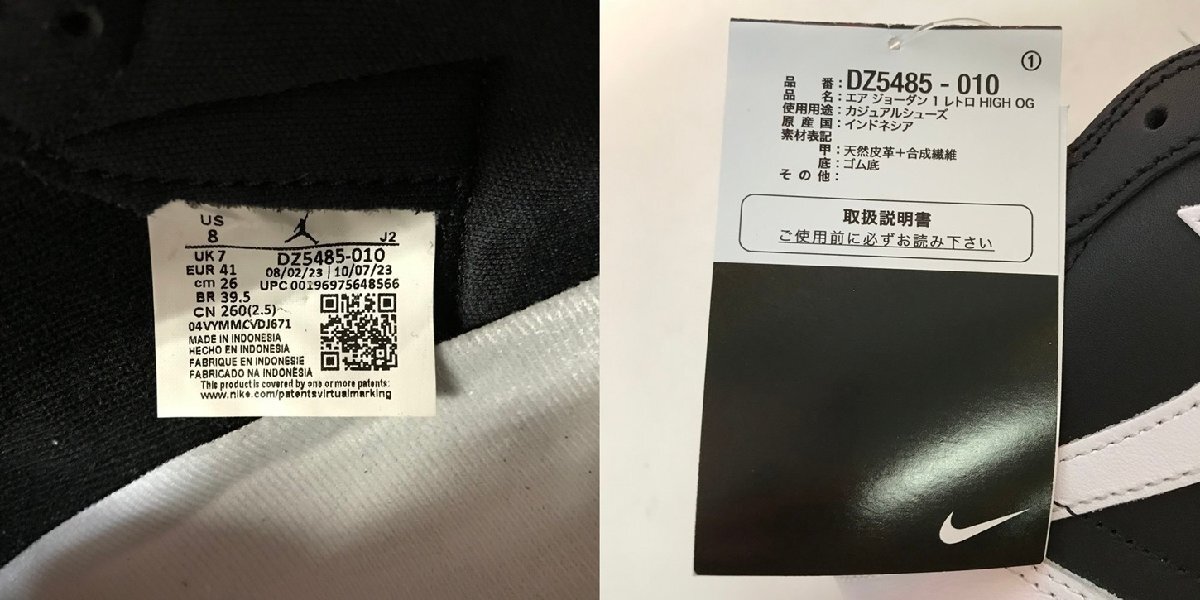 US
8
J2
UK 7
DZ5485-010
EUR 41
08/02/23 | 10/07/23
cm 26
UPC 00196975648566
BR 39.5
CN 260(2.5)
04VYMMCVDJ671
MADE IN INDONESIA
HECHO EN INDONESIA
FABRIQUE EN INDONESIE
FABRICADO NA INDONESIA
This product is covered by one or more patents:
www.nike.com/patentsvirtualmarking
①
品 番：DZ5485 - 010
品 名：エア ジョーダン 1 レトロ HIGH OG
使用用途：カジュアルシューズ
原 産 国：インドネシア
素材表記
甲：天然皮革＋合成繊維
底：ゴム底
そ の 他：
取扱説明書
ご使用前に必ずお読み下さい